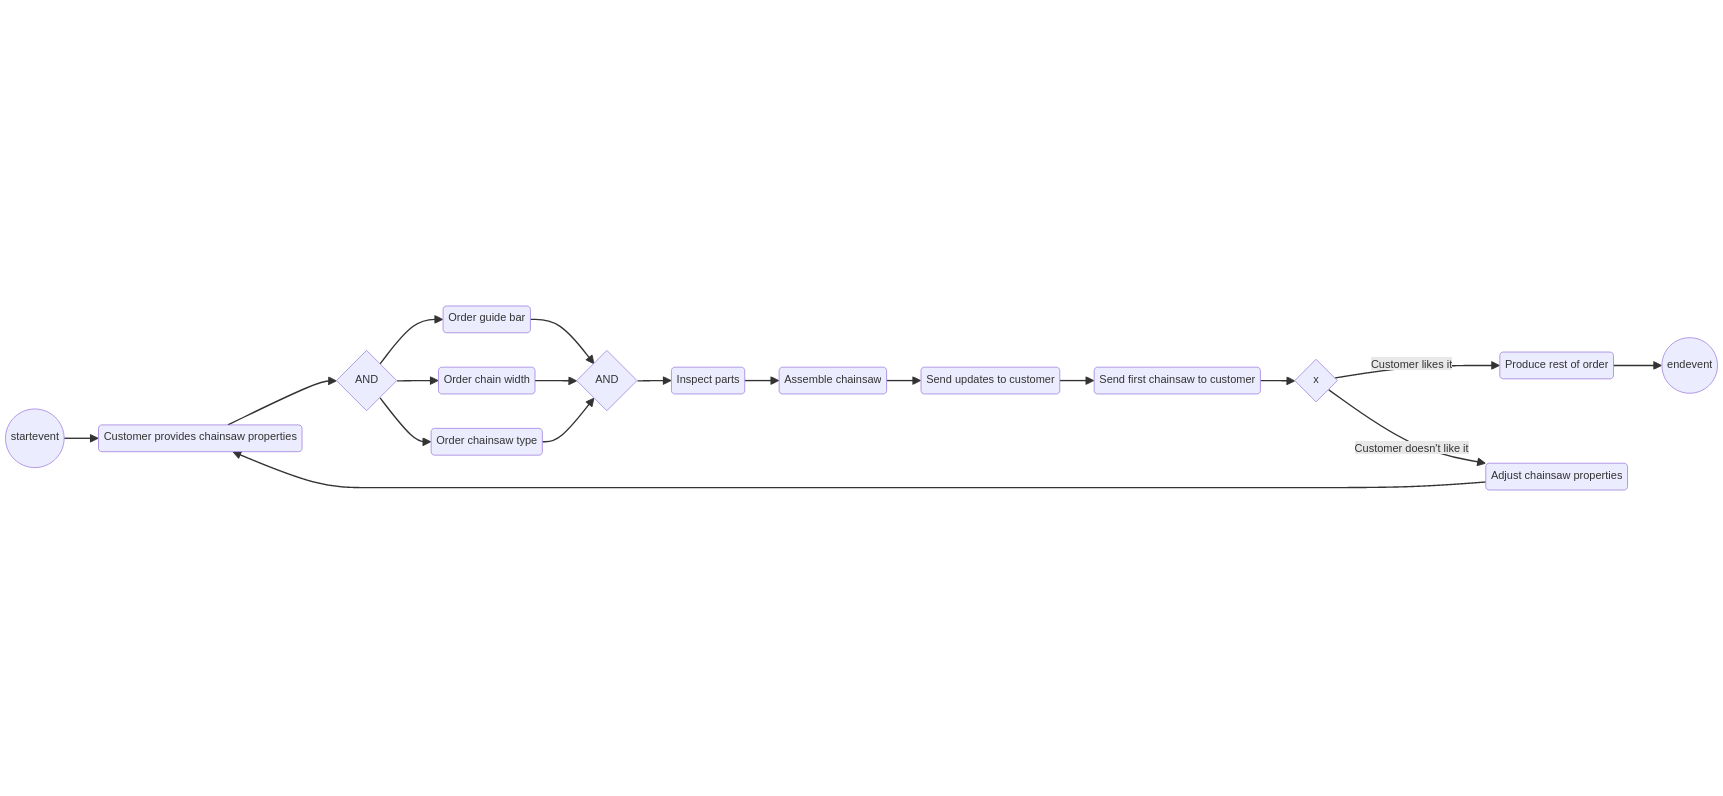 startevent
Customer provides chainsaw properties
AND
Order guide bar
Order chain width
Order chainsaw type
AND
Inspect parts
Assemble chainsaw
Send updates to customer
Send first chainsaw to customer
x
Customer likes it
Customer doesn't like it
Produce rest of order
Adjust chainsaw properties
endevent